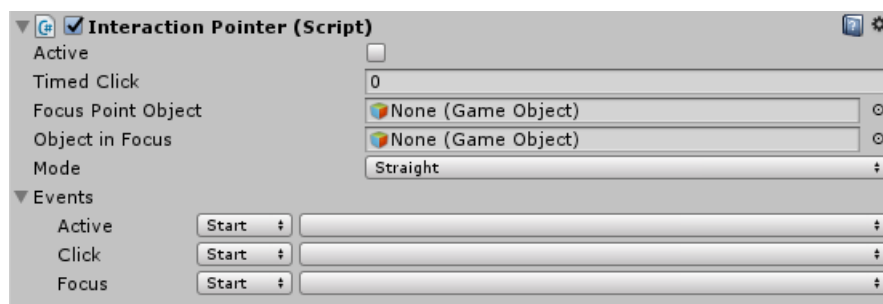 Interaction Pointer (Script)
Active
Timed Click 0
Focus Point Object None (Game Object)
Object in Focus None (Game Object)
Mode Straight
Events
Active Start
Click Start
Focus Start